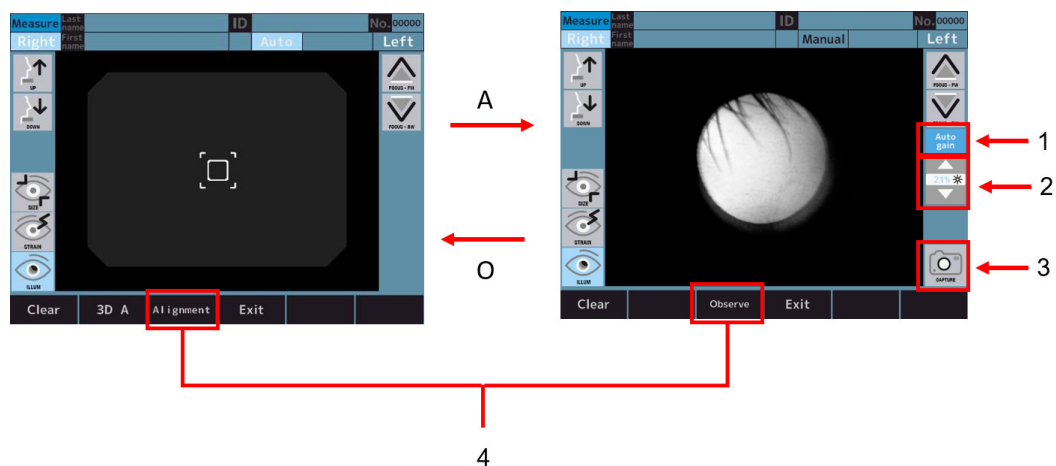 Measure Last name ID No. 00000
Right First name Auto Left
UP
FOCUS - FW
DOWN
FOCUS - BW
SIZE
STRAIN
ILLUM
Clear 3D A Alignment Exit
A
O
Measure Last name ID No. 00000
Right First name Manual Left
UP
FOCUS - FW
DOWN
Auto gain
1
21%
2
SIZE
STRAIN
3
ILLUM
CAPTURE
Clear Observe Exit
4